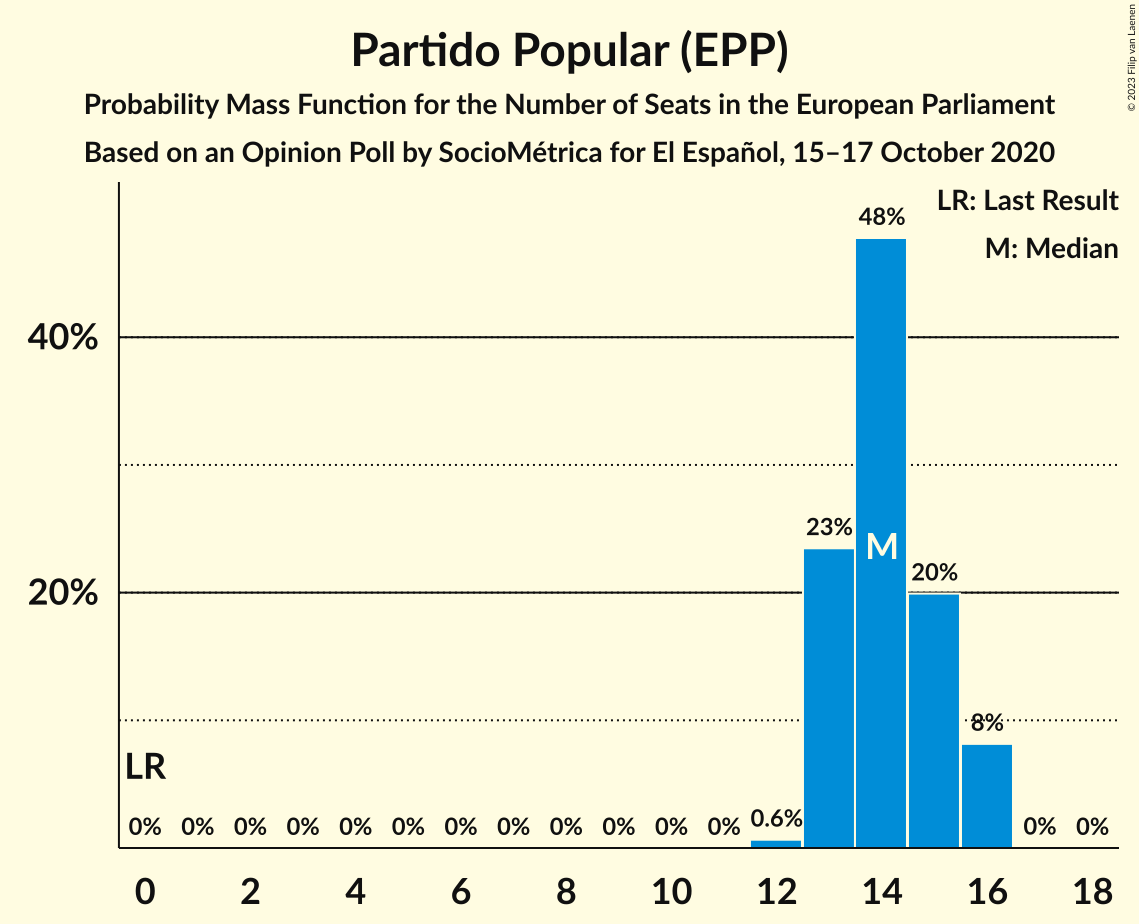 Partido Popular (EPP)
Probability Mass Function for the Number of Seats in the European Parliament
Based on an Opinion Poll by SocioMétrica for El Español, 15–17 October 2020
© 2023 Filip van Laenen
LR: Last Result
M: Median
48%
40%
23%
M
20%
20%
8%
LR
0% 0% 0% 0% 0% 0% 0% 0% 0% 0% 0% 0% 0.6% 0% 0%
0 2 4 6 8 10 12 14 16 18